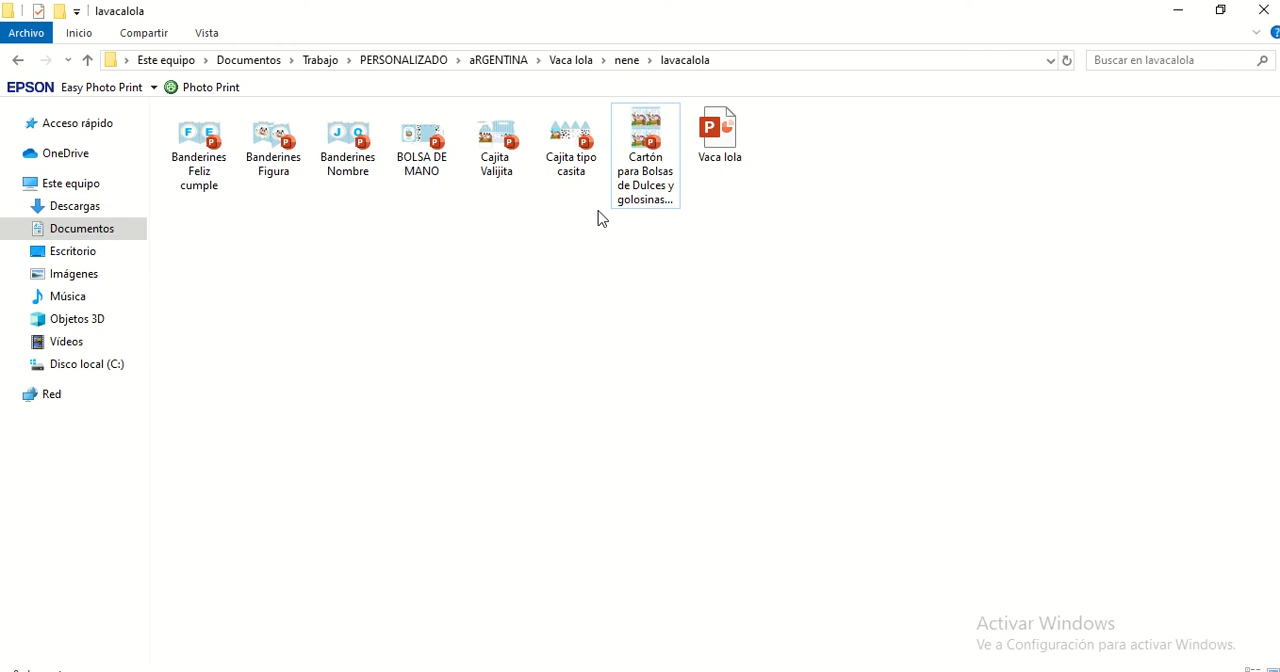 lavacalola
Archivo Inicio Compartir Vista
Este equipo Documentos Trabajo PERSONALIZADO aRGENTINA Vaca lola nene lavacalola
Buscar en lavacalola
EPSON Easy Photo Print Photo Print
Acceso rápido
OneDrive
Este equipo
Descargas
Documentos
Escritorio
Imágenes
Música
Objetos 3D
Vídeos
Disco local (C:)
Red
Banderines
Feliz
cumple
Banderines
Figura
Banderines
Nombre
BOLSA DE
MANO
Cajita
Valijita
Cajita tipo
casita
Cartón
para Bolsas
de Dulces y
golosinas...
Vaca lola
Activar Windows
Ve a Configuración para activar Windows.